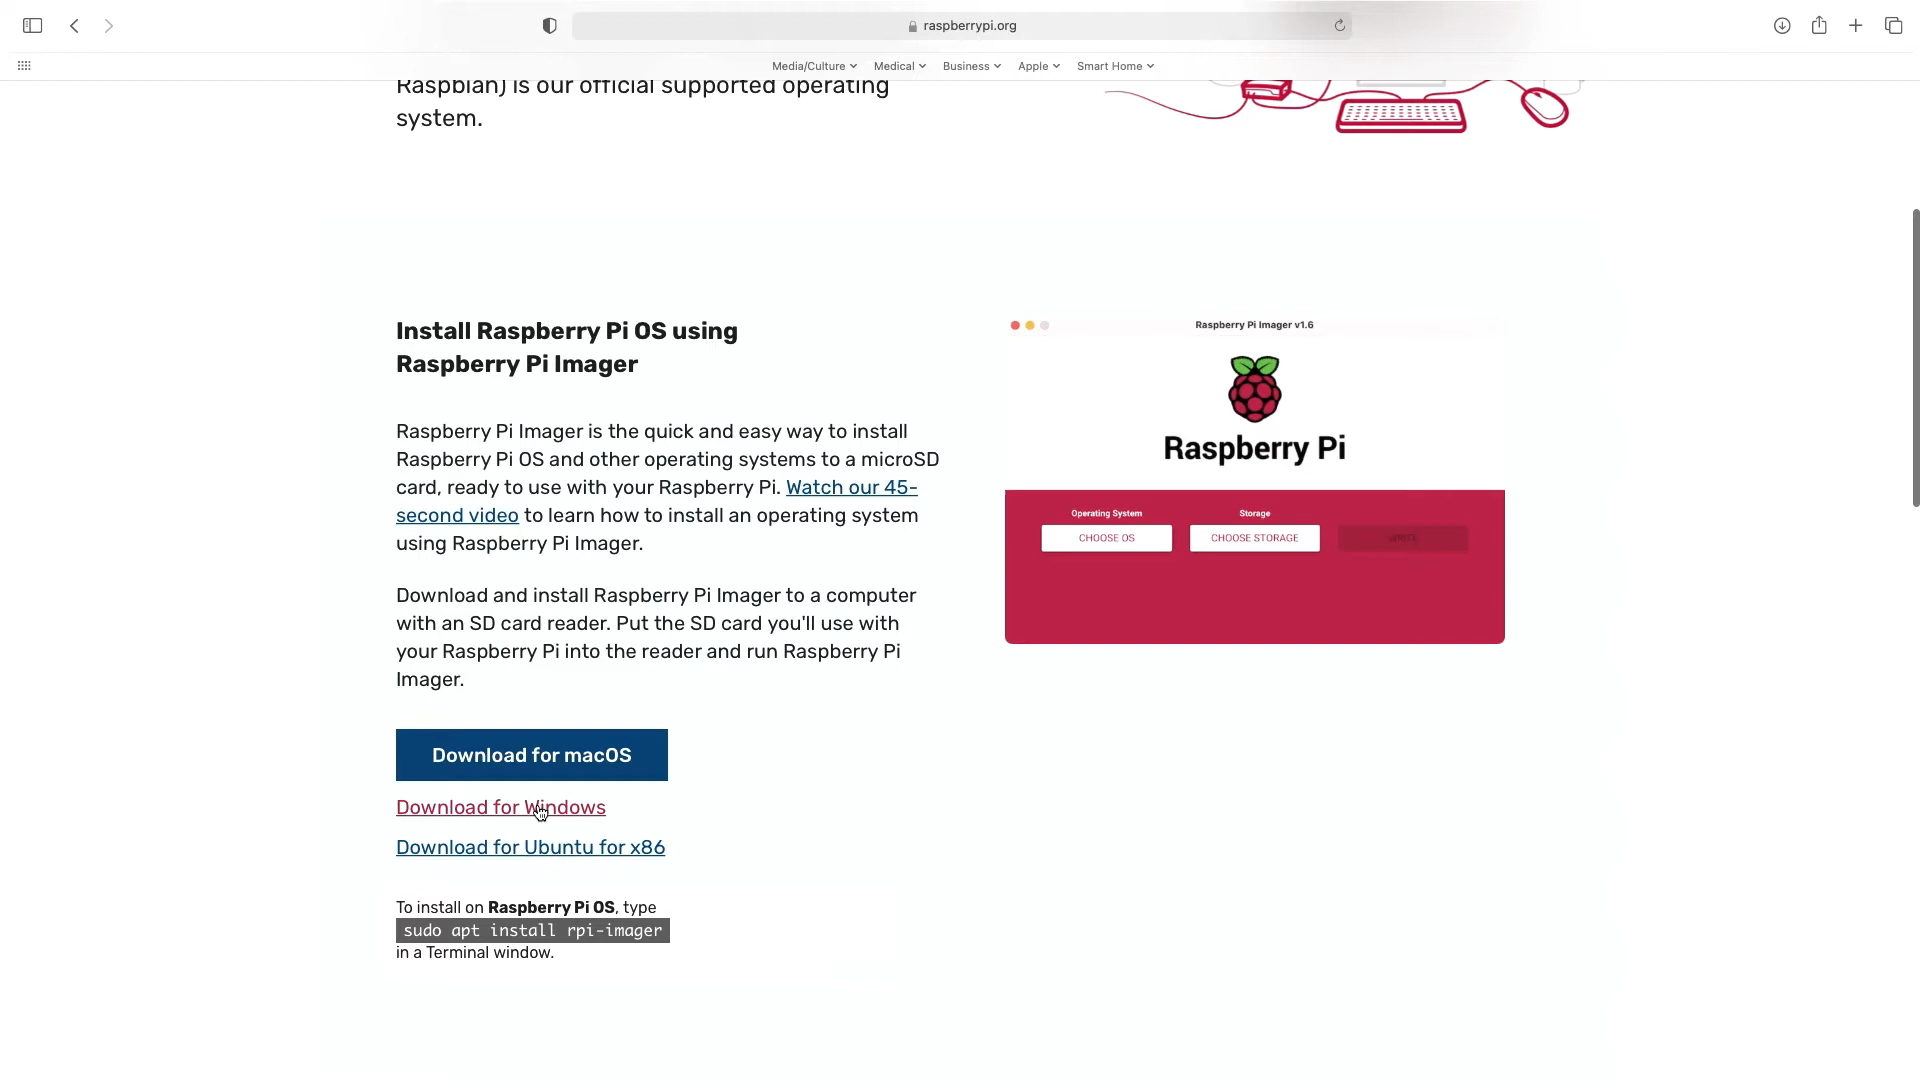 raspberrypi.org
Media/Culture
Medical
Business
Apple
Smart Home
Raspbian) is our official supported operating
system.
Install Raspberry Pi OS using
Raspberry Pi Imager
Raspberry Pi Imager is the quick and easy way to install
Raspberry Pi OS and other operating systems to a microSD
card, ready to use with your Raspberry Pi. Watch our 45-
second video to learn how to install an operating system
using Raspberry Pi Imager.
Download and install Raspberry Pi Imager to a computer
with an SD card reader. Put the SD card you'll use with
your Raspberry Pi into the reader and run Raspberry Pi
Imager.
Download for macOS
Download for Windows
Download for Ubuntu for x86
To install on Raspberry Pi OS, type
sudo apt install rpi-imager
in a Terminal window.
Raspberry Pi Imager v1.6
Raspberry Pi
Operating System
Storage
CHOOSE OS
CHOOSE STORAGE
WRITE